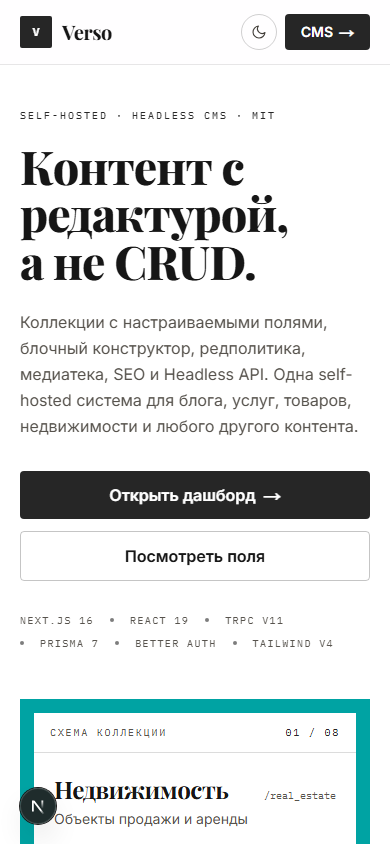 V Verso CMS →
SELF-HOSTED · HEADLESS CMS · MIT
Контент с
редактурой,
а не CRUD.
Коллекции с настраиваемыми полями,
блочный конструктор, редполитика,
медиатека, SEO и Headless API. Одна self-
hosted система для блога, услуг, товаров,
недвижимости и любого другого контента.
Открыть дашборд →
Посмотреть поля
NEXT.JS 16 • REACT 19 • TRPC V11
• PRISMA 7 • BETTER AUTH • TAILWIND V4
СХЕМА КОЛЛЕКЦИИ 01 / 08
Недвижимость /real_estate
N Объекты продажи и аренды